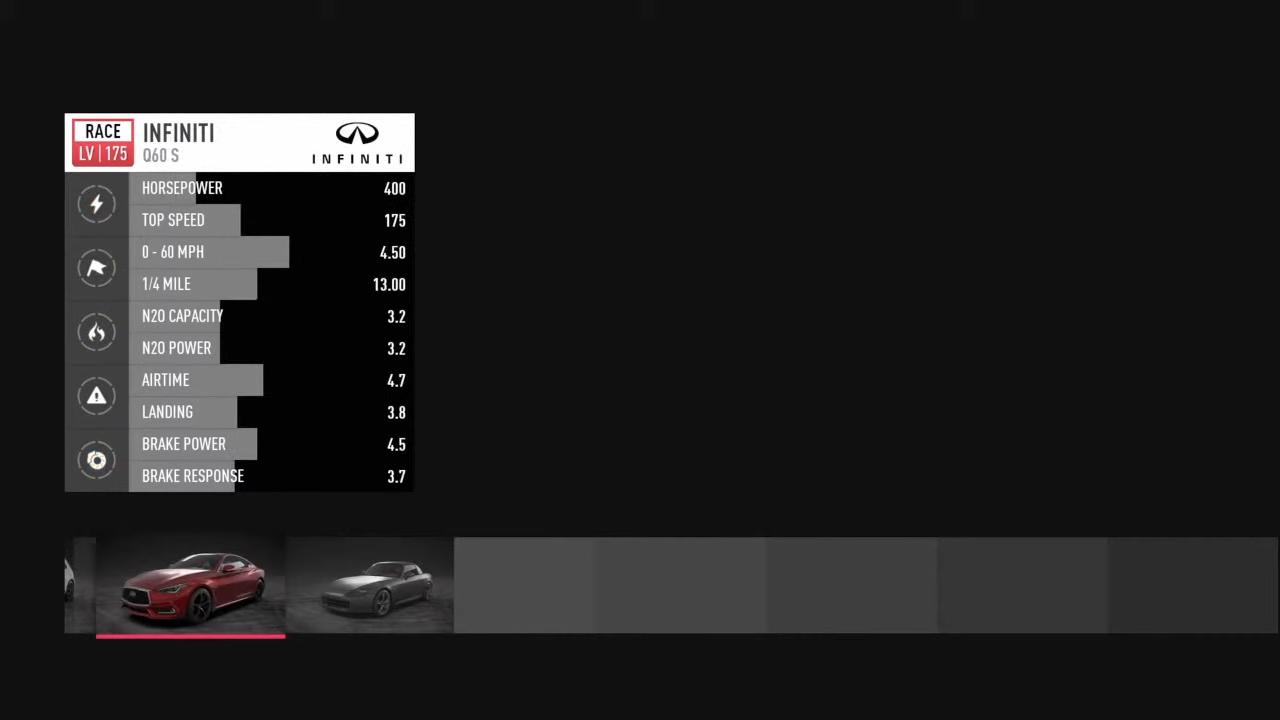 RACE
LV | 175
INFINITI
Q60 S
INFINITI
HORSEPOWER 400
TOP SPEED 175
0 - 60 MPH 4.50
1/4 MILE 13.00
N2O CAPACITY 3.2
N2O POWER 3.2
AIRTIME 4.7
LANDING 3.8
BRAKE POWER 4.5
BRAKE RESPONSE 3.7